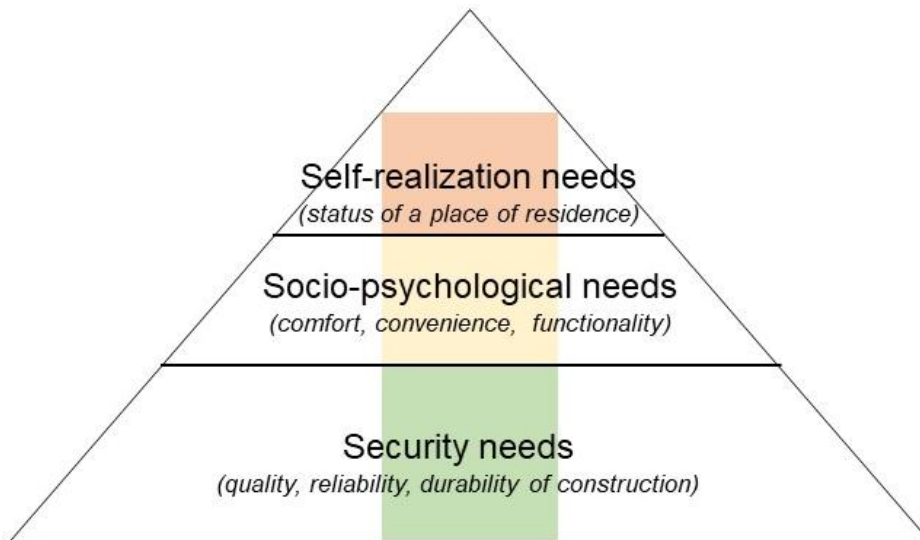 Self-realization needs
(status of a place of residence)
Socio-psychological needs
(comfort, convenience, functionality)
Security needs
(quality, reliability, durability of construction)